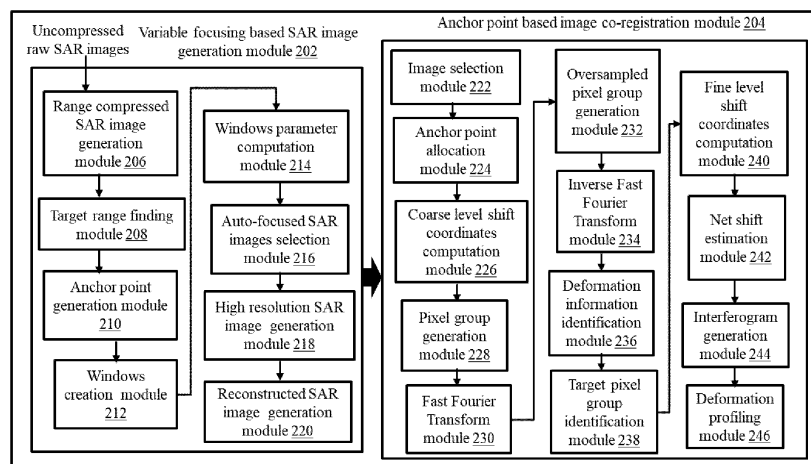 Uncompressed
raw SAR images
Variable focusing based SAR image
generation module 202
Range compressed
SAR image
generation module
206
Target range finding
module 208
Anchor point
generation module
210
Windows
creation module
212
Windows
parameter
computation
module 214
Auto-focused SAR
images selection
module 216
High resolution SAR
image generation
module 218
Reconstructed SAR
image generation
module 220
Anchor point based image co-registration module 204
Image selection
module 222
Anchor point
allocation
module 224
Coarse level shift
coordinates
computation
module 226
Pixel group
generation
module 228
Fast Fourier
Transform
module 230
Oversampled
pixel group
generation
module 232
Inverse Fast
Fourier
Transform
module 234
Deformation
information
identification
module 236
Target pixel
group
identification
module 238
Fine level
shift
coordinates
computation
module 240
Net shift
estimation
module 242
Interferogram
generation
module 244
Deformation
profiling
module 246